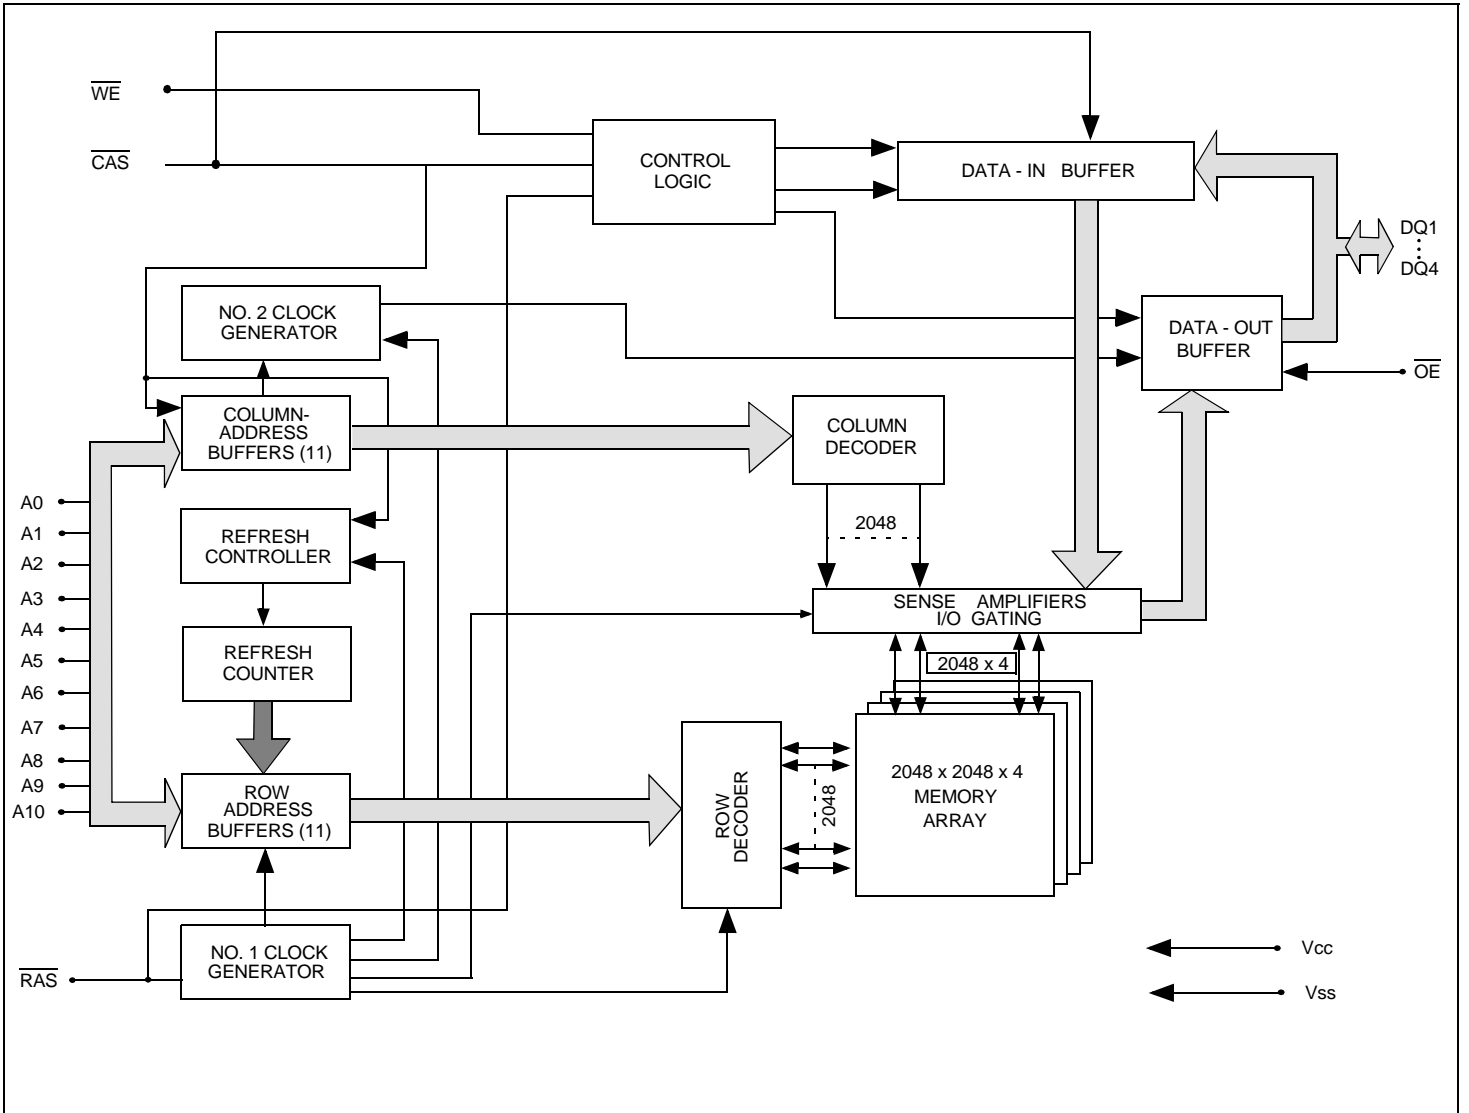 WE
CAS
CONTROL
LOGIC
DATA - IN BUFFER
DQ1
DQ4
NO. 2 CLOCK
GENERATOR
DATA - OUT
BUFFER
OE
COLUMN-
ADDRESS
BUFFERS (11)
COLUMN
DECODER
A0
A1
A2
A3
A4
A5
A6
A7
A8
A9
A10
REFRESH
CONTROLLER
2048
SENSE AMPLIFIERS
I/O GATING
REFRESH
COUNTER
2048 x 4
ROW
ADDRESS
BUFFERS (11)
ROW
DECODER
2048
2048 x 2048 x 4
MEMORY
ARRAY
NO. 1 CLOCK
GENERATOR
RAS
Vcc
Vss